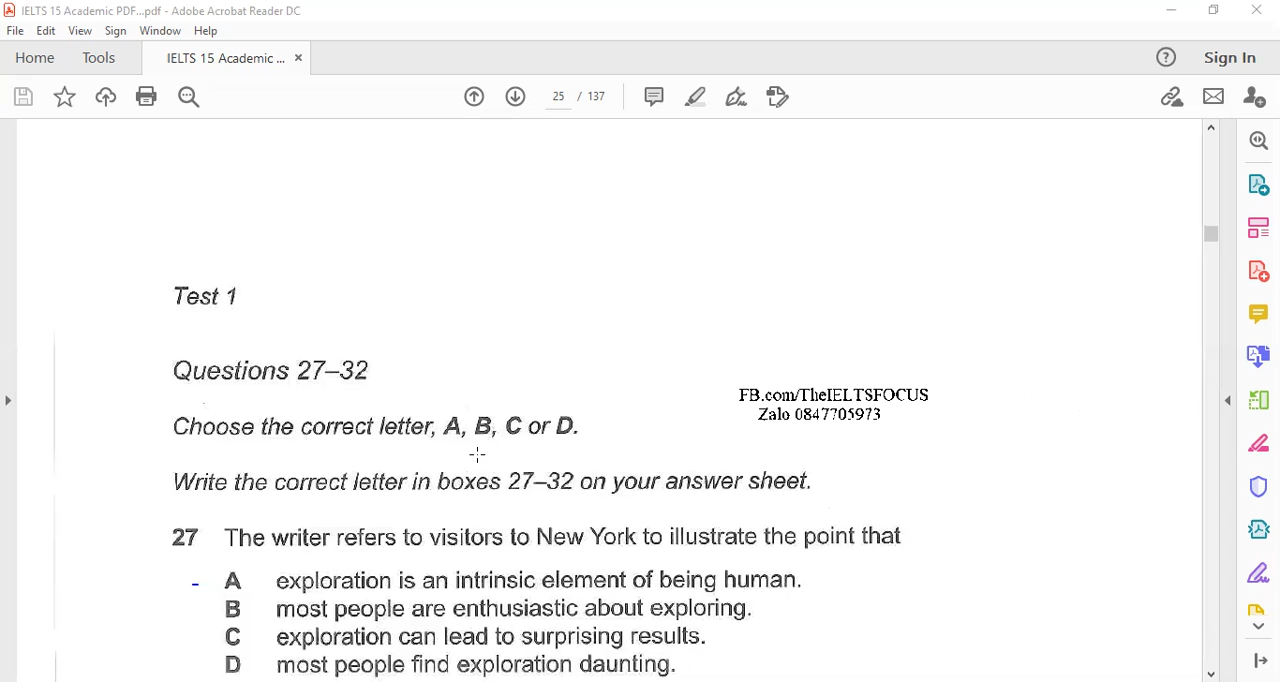 IELTS 15 Academic PDF...pdf - Adobe Acrobat Reader DC
File Edit View Sign Window Help
Home Tools IELTS 15 Academic ... × Sign In
25 / 137
Test 1
Questions 27–32
FB.com/TheIELTSFOCUS
Zalo 0847705973
Choose the correct letter, A, B, C or D.
Write the correct letter in boxes 27–32 on your answer sheet.
27 The writer refers to visitors to New York to illustrate the point that
A exploration is an intrinsic element of being human.
B most people are enthusiastic about exploring.
C exploration can lead to surprising results.
D most people find exploration daunting.